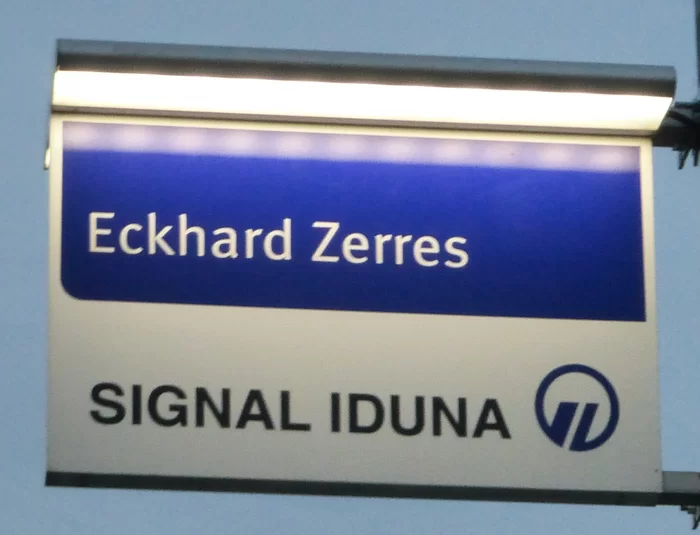 Eckhard Zerres
SIGNAL IDUNA